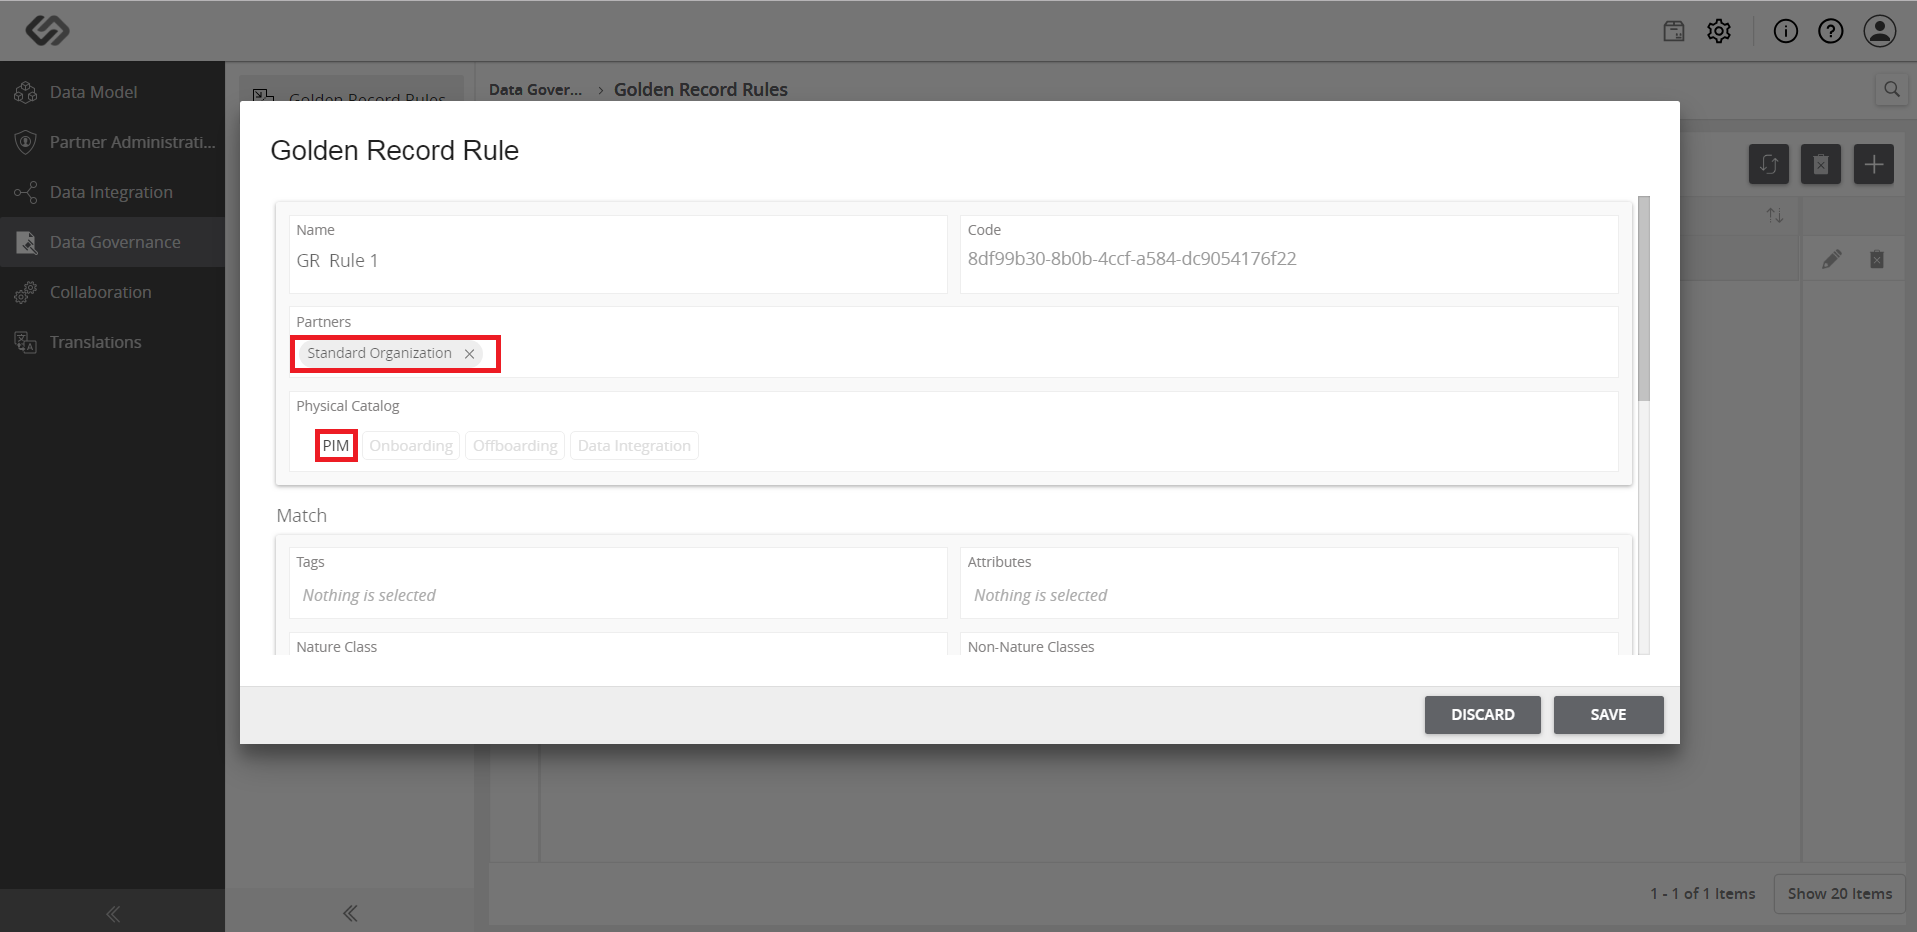 Data Model
Partner Administrati...
Data Integration
Data Governance
Collaboration
Translations
Golden Record Rules
Data Gover... › Golden Record Rules
Golden Record Rule
Name
GR Rule 1
Code
8df99b30-8b0b-4ccf-a584-dc9054176f22
Partners
Standard Organization
Physical Catalog
PIM Onboarding Offboarding Data Integration
Match
Tags
Nothing is selected
Attributes
Nothing is selected
Nature Class
Non-Nature Classes
DISCARD SAVE
1 - 1 of 1 Items Show 20 Items